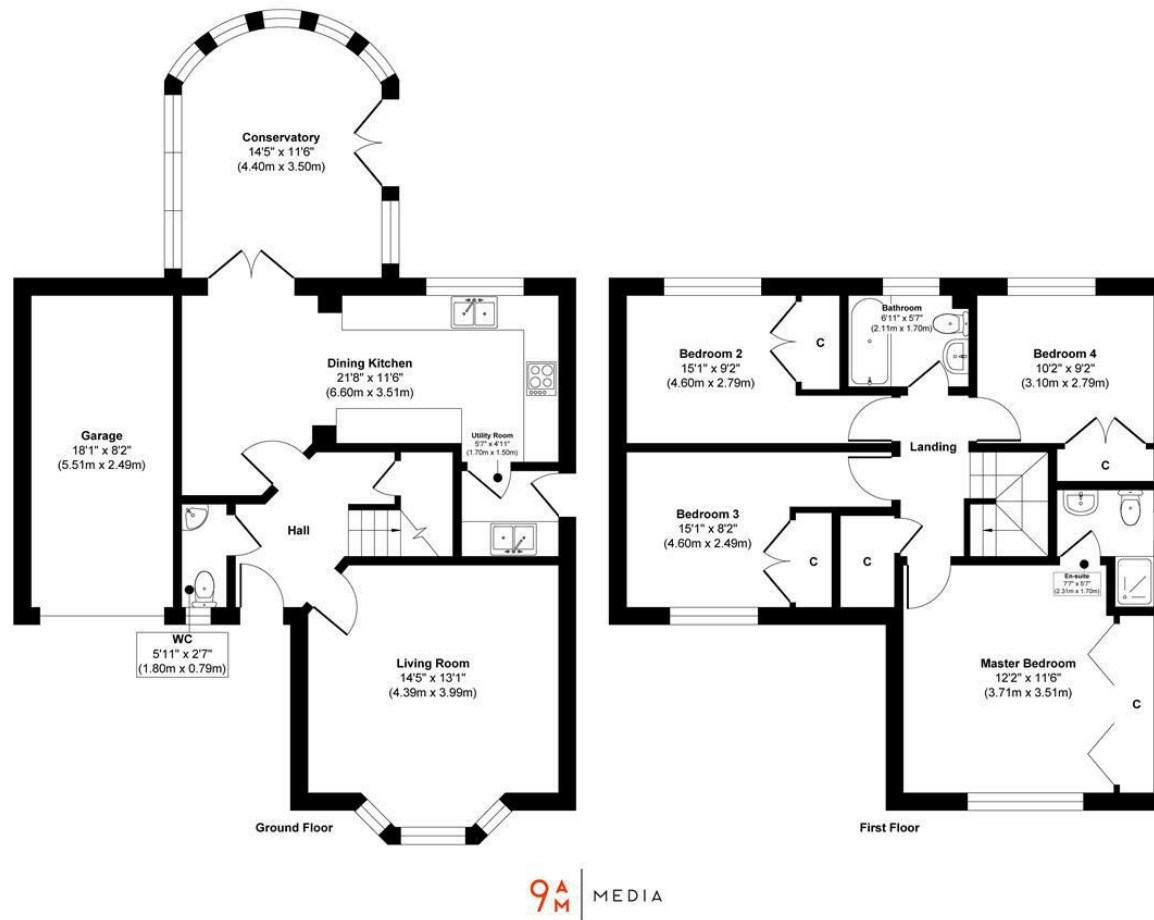 Conservatory
14'5" x 11'6"
(4.40m x 3.50m)
Dining Kitchen
21'8" x 11'6"
(6.60m x 3.51m)
Garage
18'1" x 8'2"
(5.51m x 2.49m)
Utility Room
5'7" x 4'11"
(1.70m x 1.50m)
Hall
WC
5'11" x 2'7"
(1.80m x 0.79m)
Living Room
14'5" x 13'1"
(4.39m x 3.99m)
Ground Floor
Bedroom 2
15'1" x 9'2"
(4.60m x 2.79m)
C
Bathroom
6'11" x 5'7"
(2.11m x 1.70m)
Bedroom 4
10'2" x 9'2"
(3.10m x 2.79m)
C
Landing
Bedroom 3
15'1" x 8'2"
(4.60m x 2.49m)
C
C
En-suite
7'7" x 5'7"
(2.31m x 1.70m)
Master Bedroom
12'2" x 11'6"
(3.71m x 3.51m)
C
First Floor
9AM MEDIA